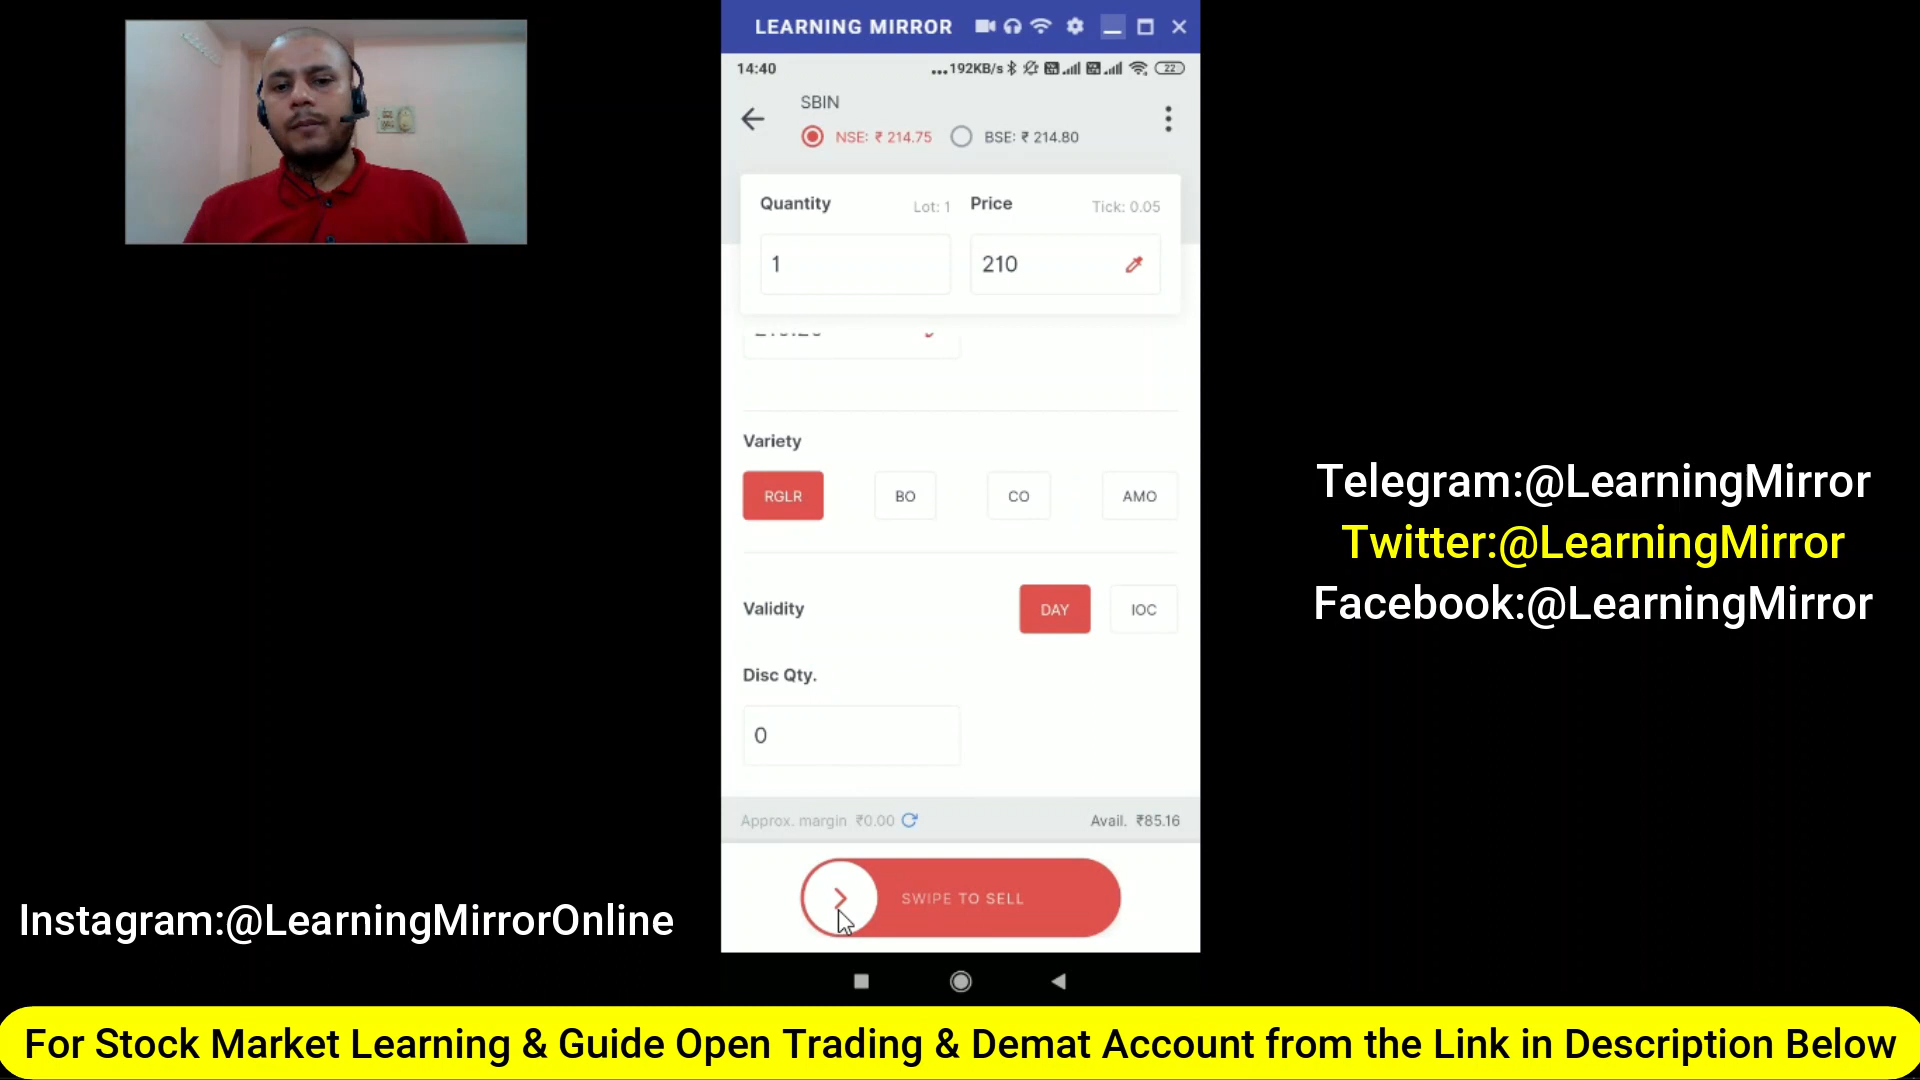 LEARNING MIRROR
14:40
...192KB/s
22
SBIN
NSE: ₹ 214.75
BSE: ₹ 214.80
Quantity
Lot: 1
Price
Tick: 0.05
1
210
Variety
RGLR
BO
CO
AMO
Validity
DAY
IOC
Disc Qty.
0
Approx. margin ₹0.00
Avail. ₹85.16
SWIPE TO SELL
Telegram:@LearningMirror
Twitter:@LearningMirror
Facebook:@LearningMirror
Instagram:@LearningMirrorOnline
For Stock Market Learning & Guide Open Trading & Demat Account from the Link in Description Below